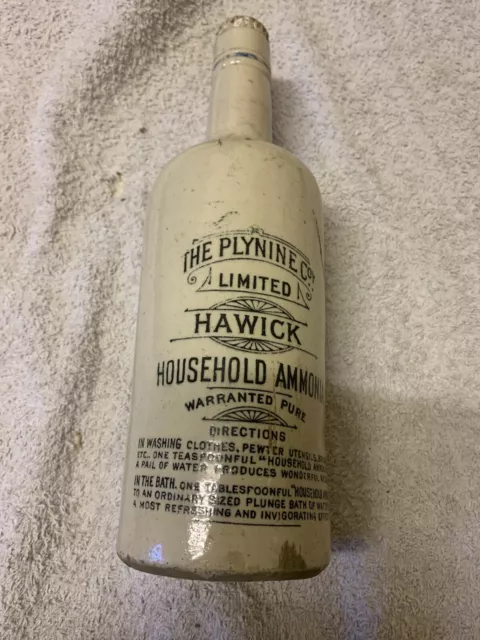 THE PLYNINE COY
LIMITED
HAWICK
HOUSEHOLD AMMONIA
WARRANTED PURE
DIRECTIONS
IN WASHING CLOTHES, PEWTER UTENSILS,
ETC. ONE TEASPOONFUL "HOUSEHOLD
A PAIL OF WATER PRODUCES WONDERFUL
IN THE BATH. ONE TABLESPOONFUL "HOUSEHOLD
TO AN ORDINARY SIZED PLUNGE BATH OF
A MOST REFRESHING AND INVIGORATING